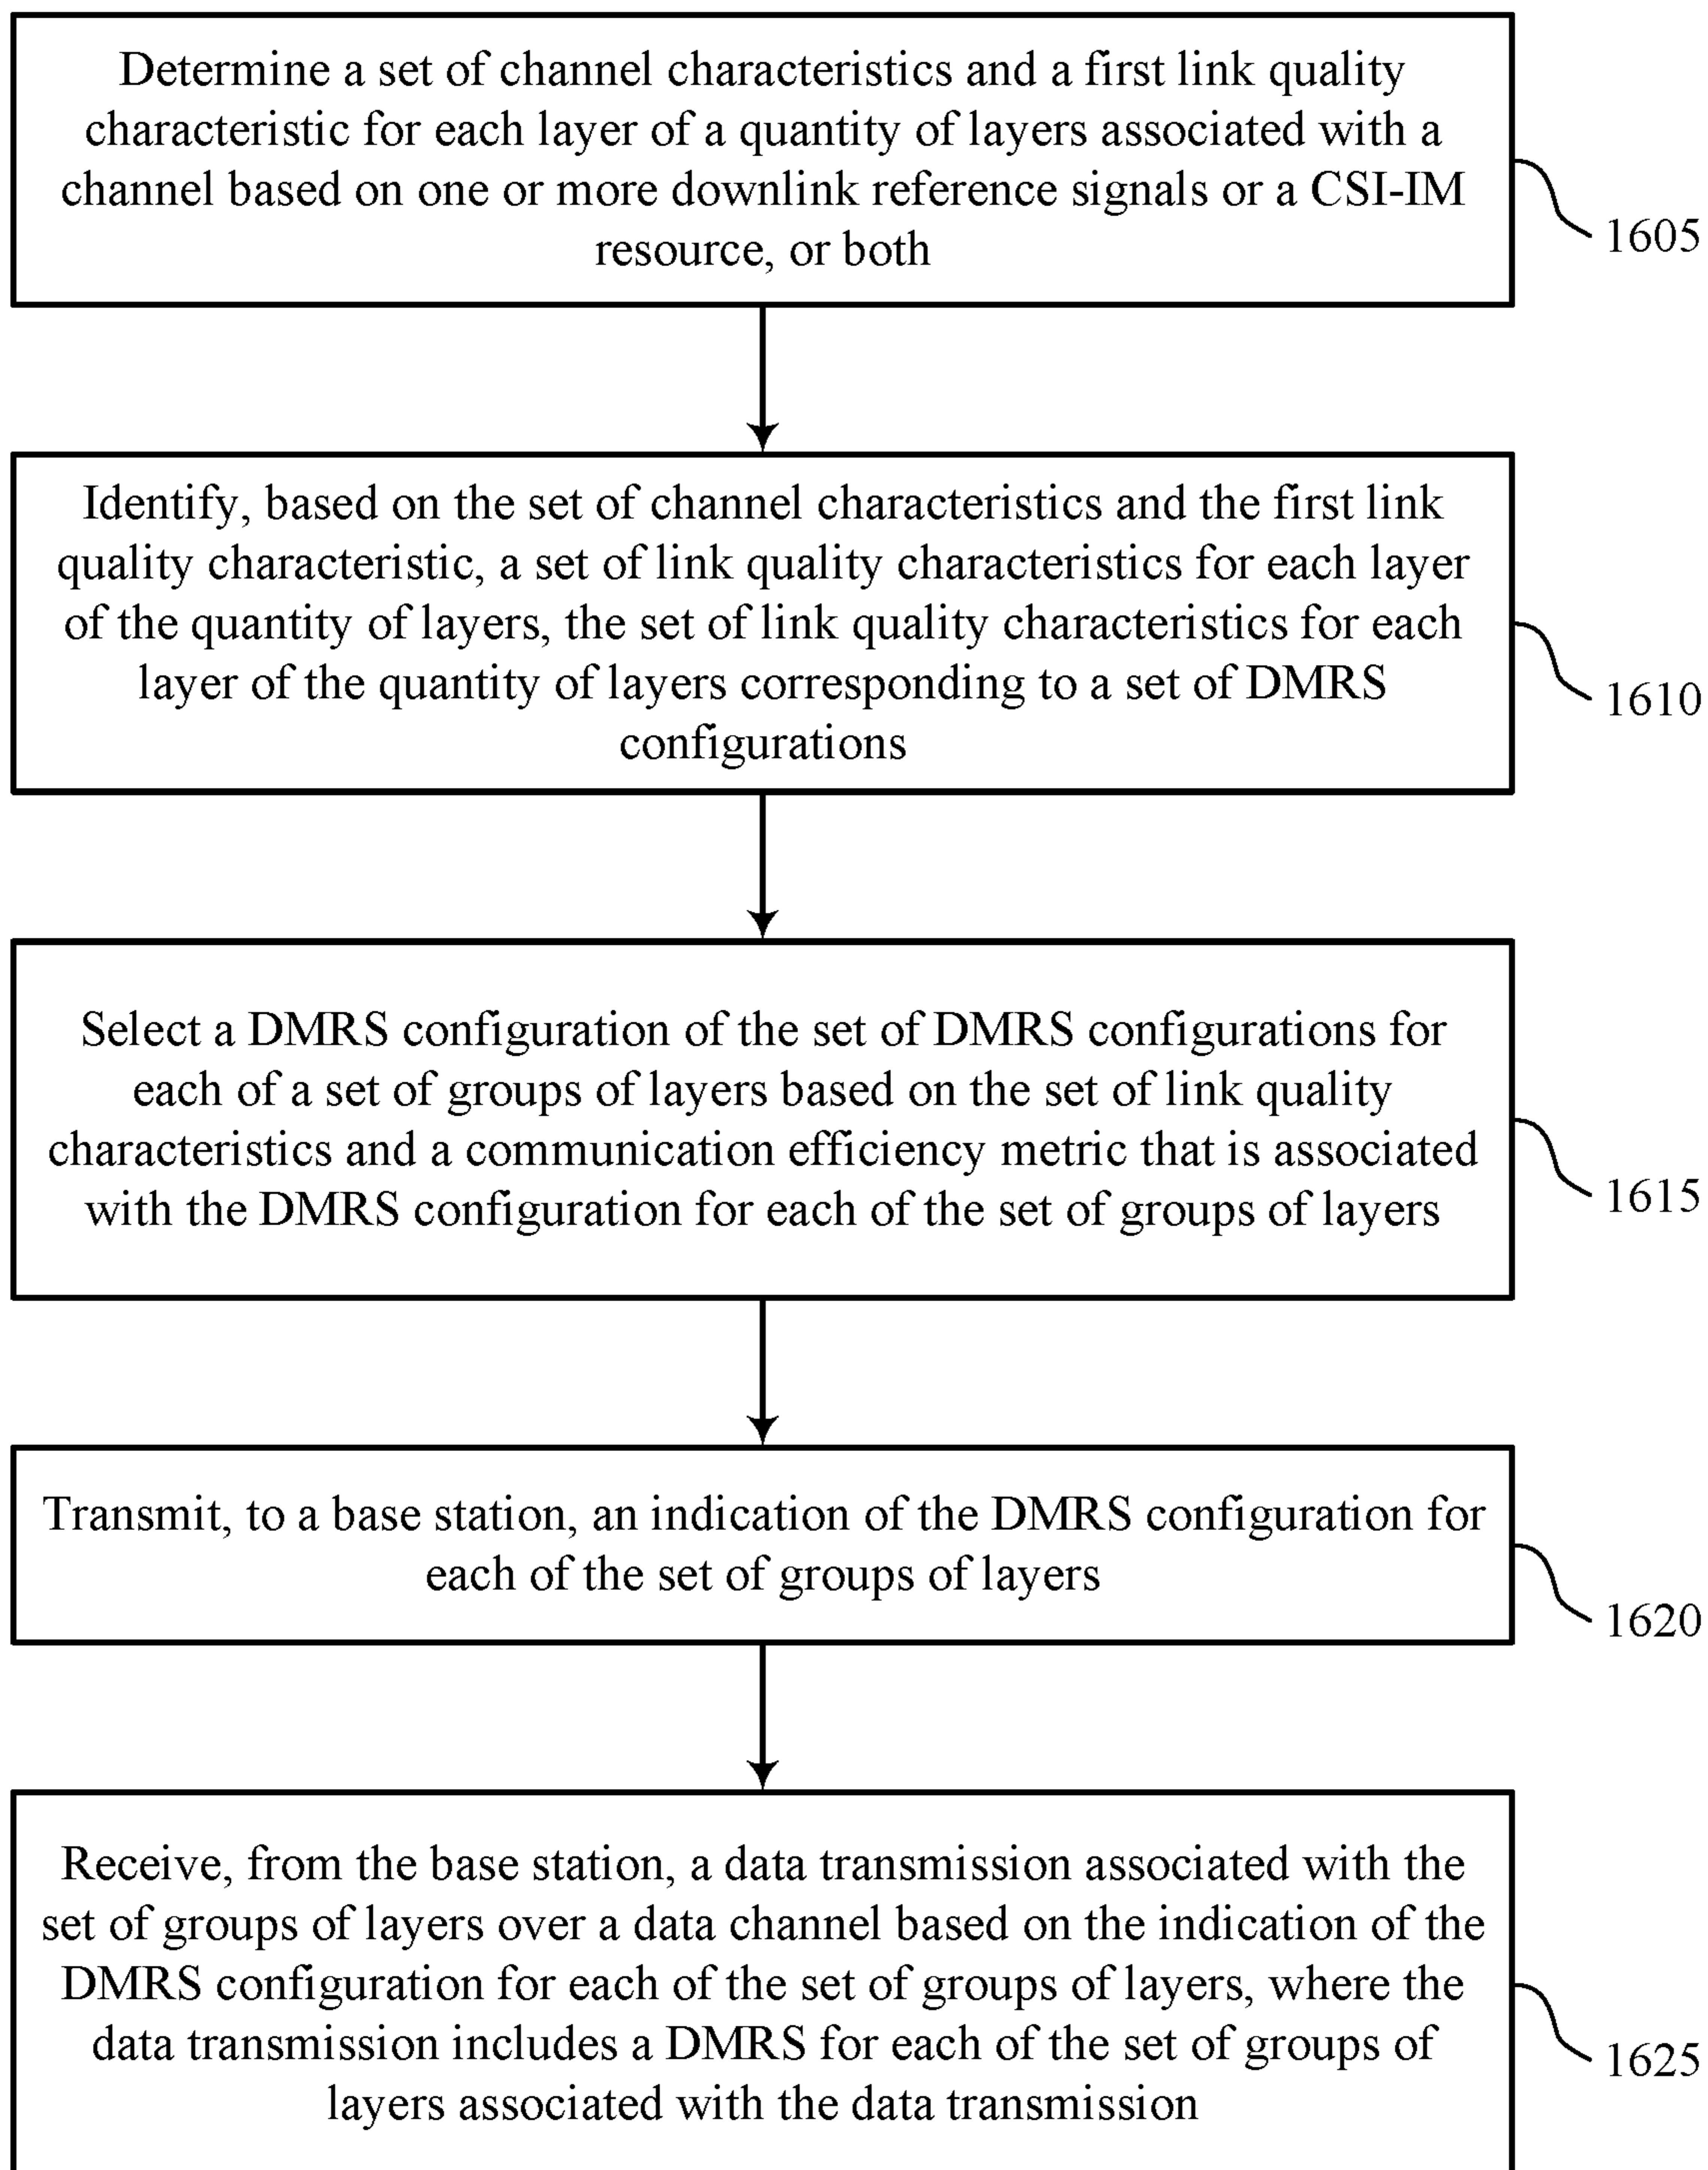 Determine a set of channel characteristics and a first link quality
characteristic for each layer of a quantity of layers associated with a
channel based on one or more downlink reference signals or a CSI-IM
resource, or both
1605
Identify, based on the set of channel characteristics and the first link
quality characteristic, a set of link quality characteristics for each layer
of the quantity of layers, the set of link quality characteristics for each
layer of the quantity of layers corresponding to a set of DMRS
configurations
1610
Select a DMRS configuration of the set of DMRS configurations for
each of a set of groups of layers based on the set of link quality
characteristics and a communication efficiency metric that is associated
with the DMRS configuration for each of the set of groups of layers
1615
Transmit, to a base station, an indication of the DMRS configuration for
each of the set of groups of layers
1620
Receive, from the base station, a data transmission associated with the
set of groups of layers over a data channel based on the indication of the
DMRS configuration for each of the set of groups of layers, where the
data transmission includes a DMRS for each of the set of groups of
layers associated with the data transmission
1625